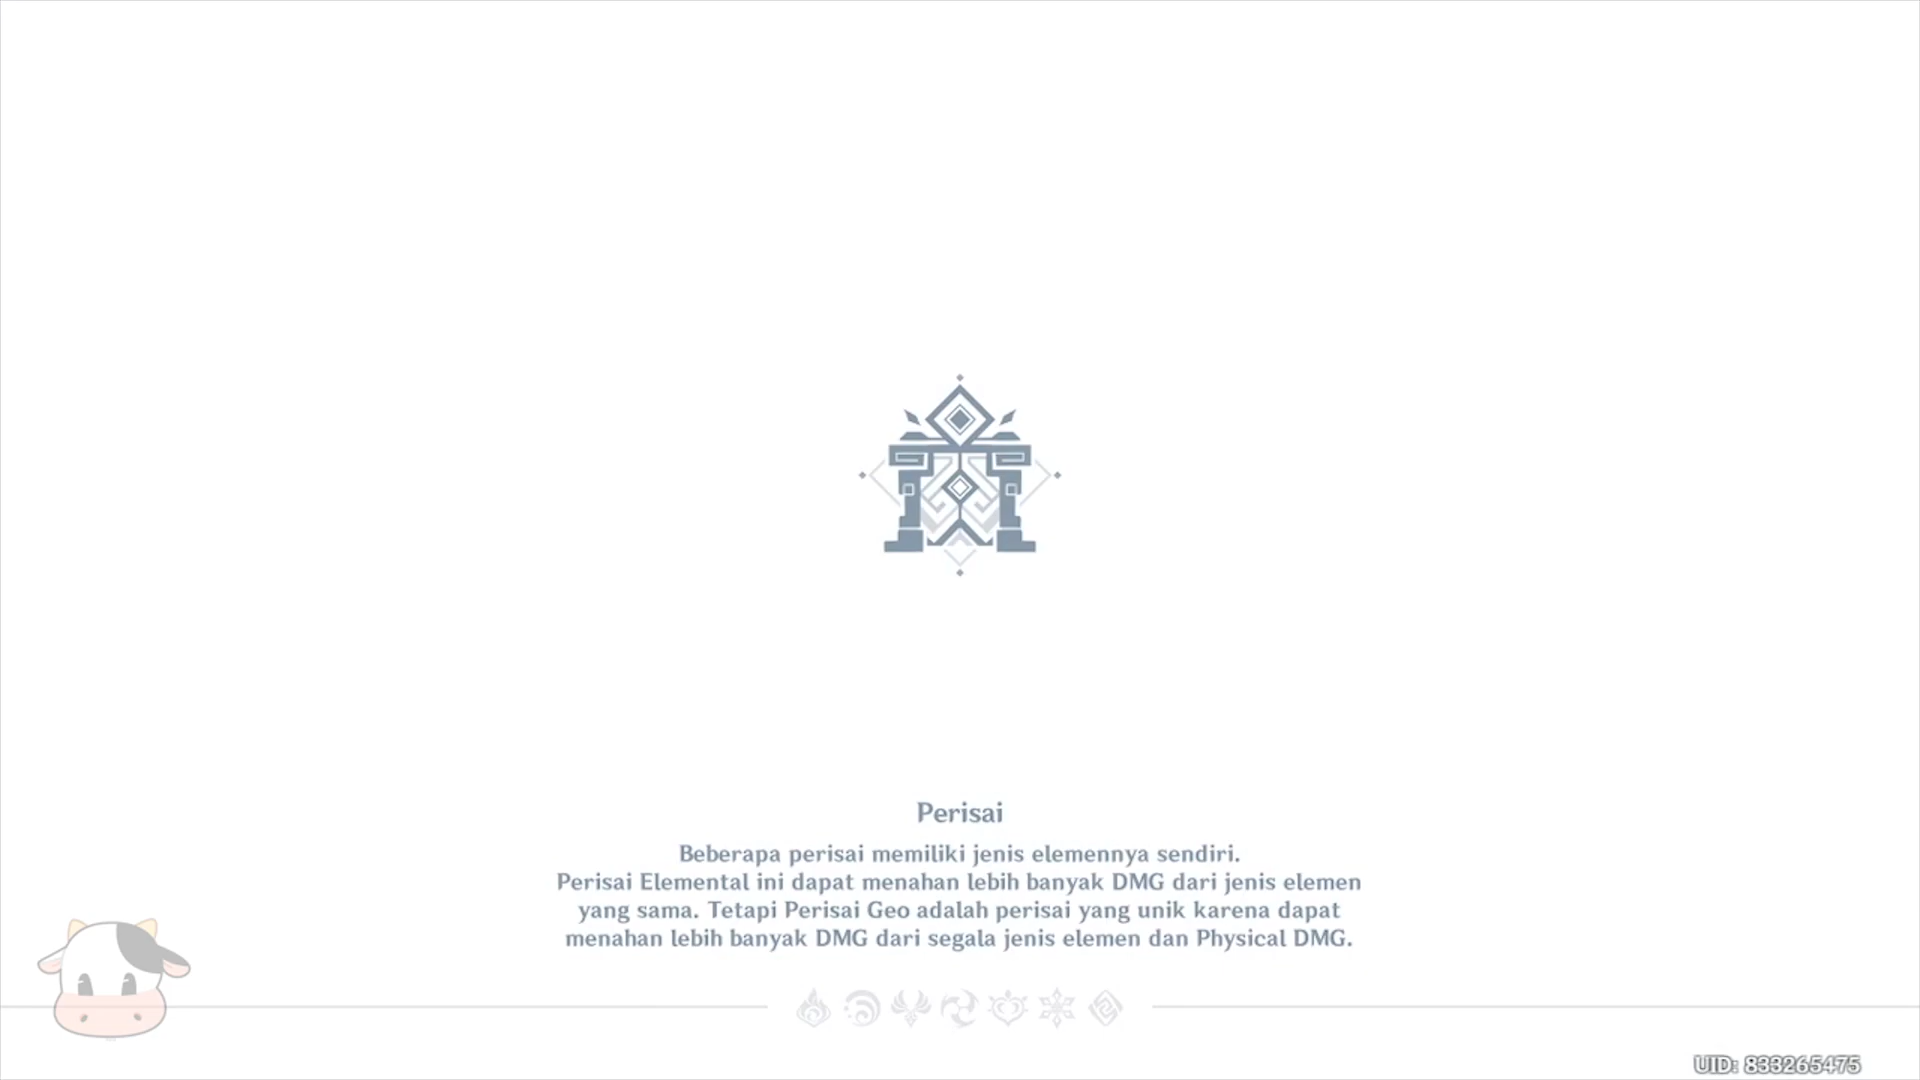 Perisai
Beberapa perisai memiliki jenis elemennya sendiri.
Perisai Elemental ini dapat menahan lebih banyak DMG dari jenis elemen
yang sama. Tetapi Perisai Geo adalah perisai yang unik karena dapat
menahan lebih banyak DMG dari segala jenis elemen dan Physical DMG.
UID: 833265475